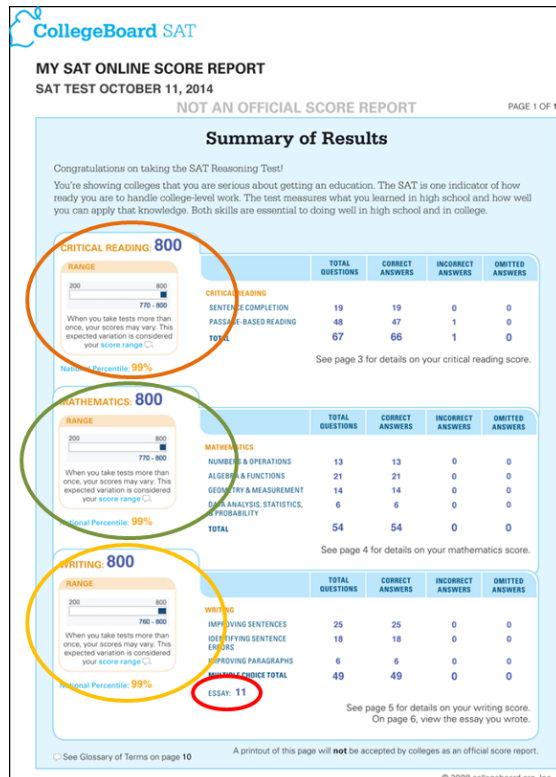 CollegeBoard SAT
MY SAT ONLINE SCORE REPORT
SAT TEST OCTOBER 11, 2014
NOT AN OFFICIAL SCORE REPORT
PAGE 1 OF 1
Summary of Results
Congratulations on taking the SAT Reasoning Test!
You're showing colleges that you are serious about getting an education. The SAT is one indicator of how
ready you are to handle college-level work. The test measures what you learned in high school and how well
you can apply that knowledge. Both skills are essential to doing well in high school and in college.
CRITICAL READING: 800
RANGE
200 800
770 - 800
When you take tests more than
once, your scores may vary. This
expected variation is considered
your score range
National Percentile: 99%
TOTAL QUESTIONS CORRECT ANSWERS INCORRECT ANSWERS OMITTED ANSWERS
CRITICAL READING
SENTENCE COMPLETION 19 19 0 0
PASSAGE-BASED READING 48 47 1 0
TOTAL 67 66 1 0
See page 3 for details on your critical reading score.
MATHEMATICS: 800
RANGE
200 800
770 - 800
When you take tests more than
once, your scores may vary. This
expected variation is considered
your score range
National Percentile: 99%
TOTAL QUESTIONS CORRECT ANSWERS INCORRECT ANSWERS OMITTED ANSWERS
MATHEMATICS
NUMBERS & OPERATIONS 13 13 0 0
ALGEBRA & FUNCTIONS 21 21 0 0
GEOMETRY & MEASUREMENT 14 14 0 0
DATA ANALYSIS, STATISTICS, 6 6 0 0
& PROBABILITY
TOTAL 54 54 0 0
See page 4 for details on your mathematics score.
WRITING: 800
RANGE
200 800
760 - 800
When you take tests more than
once, your scores may vary. This
expected variation is considered
your score range
National Percentile: 99%
TOTAL QUESTIONS CORRECT ANSWERS INCORRECT ANSWERS OMITTED ANSWERS
WRITING
IMPROVING SENTENCES 25 25 0 0
IDENTIFYING SENTENCE 18 18 0 0
ERRORS
IMPROVING PARAGRAPHS 6 6 0 0
MULTIPLE CHOICE TOTAL 49 49 0 0
ESSAY: 11
See page 5 for details on your writing score.
On page 6, view the essay you wrote.
See Glossary of Terms on page 10
A printout of this page will not be accepted by colleges as an official score report.